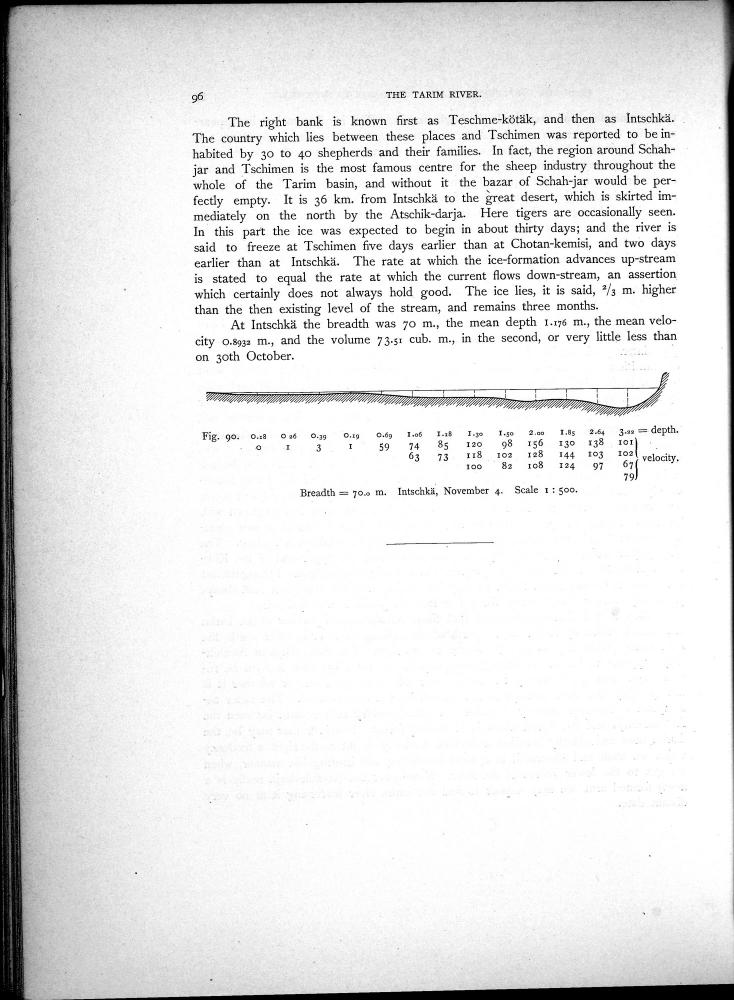 96 THE TARIM RIVER.
The right bank is known first as Teschme-kötäk, and then as Intschkä.
The country which lies between these places and Tschimen was reported to be in-
habited by 30 to 40 shepherds and their families. In fact, the region around Schah-
jar and Tschimen is the most famous centre for the sheep industry throughout the
whole of the Tarim basin, and without it the bazar of Schah-jar would be per-
fectly empty. It is 36 km. from Intschkä to the great desert, which is skirted im-
mediately on the north by the Atschik-darja. Here tigers are occasionally seen.
In this part the ice was expected to begin in about thirty days; and the river is
said to freeze at Tschimen five days earlier than at Chotan-kemisi, and two days
earlier than at Intschkä. The rate at which the ice-formation advances up-stream
is stated to equal the rate at which the current flows down-stream, an assertion
which certainly does not always hold good. The ice lies, it is said, 2/3 m. higher
than the then existing level of the stream, and remains three months.
At Intschkä the breadth was 70 m., the mean depth 1.176 m., the mean velo-
city 0.8932 m., and the volume 73.51 cub. m., in the second, or very little less than
on 30th October.
Fig. 90. 0.28 0 26 0.39 0.19 0.69 1.06 1.18 1.30 1.50 2.00 1.85 2.64 3.22 = depth.
0 1 3 1 59 74 85 120 98 156 130 138 101
63 73 118 102 128 144 103 102 velocity.
100 82 108 124 97 67
79
Breadth = 70.0 m. Intschkä, November 4. Scale 1 : 500.